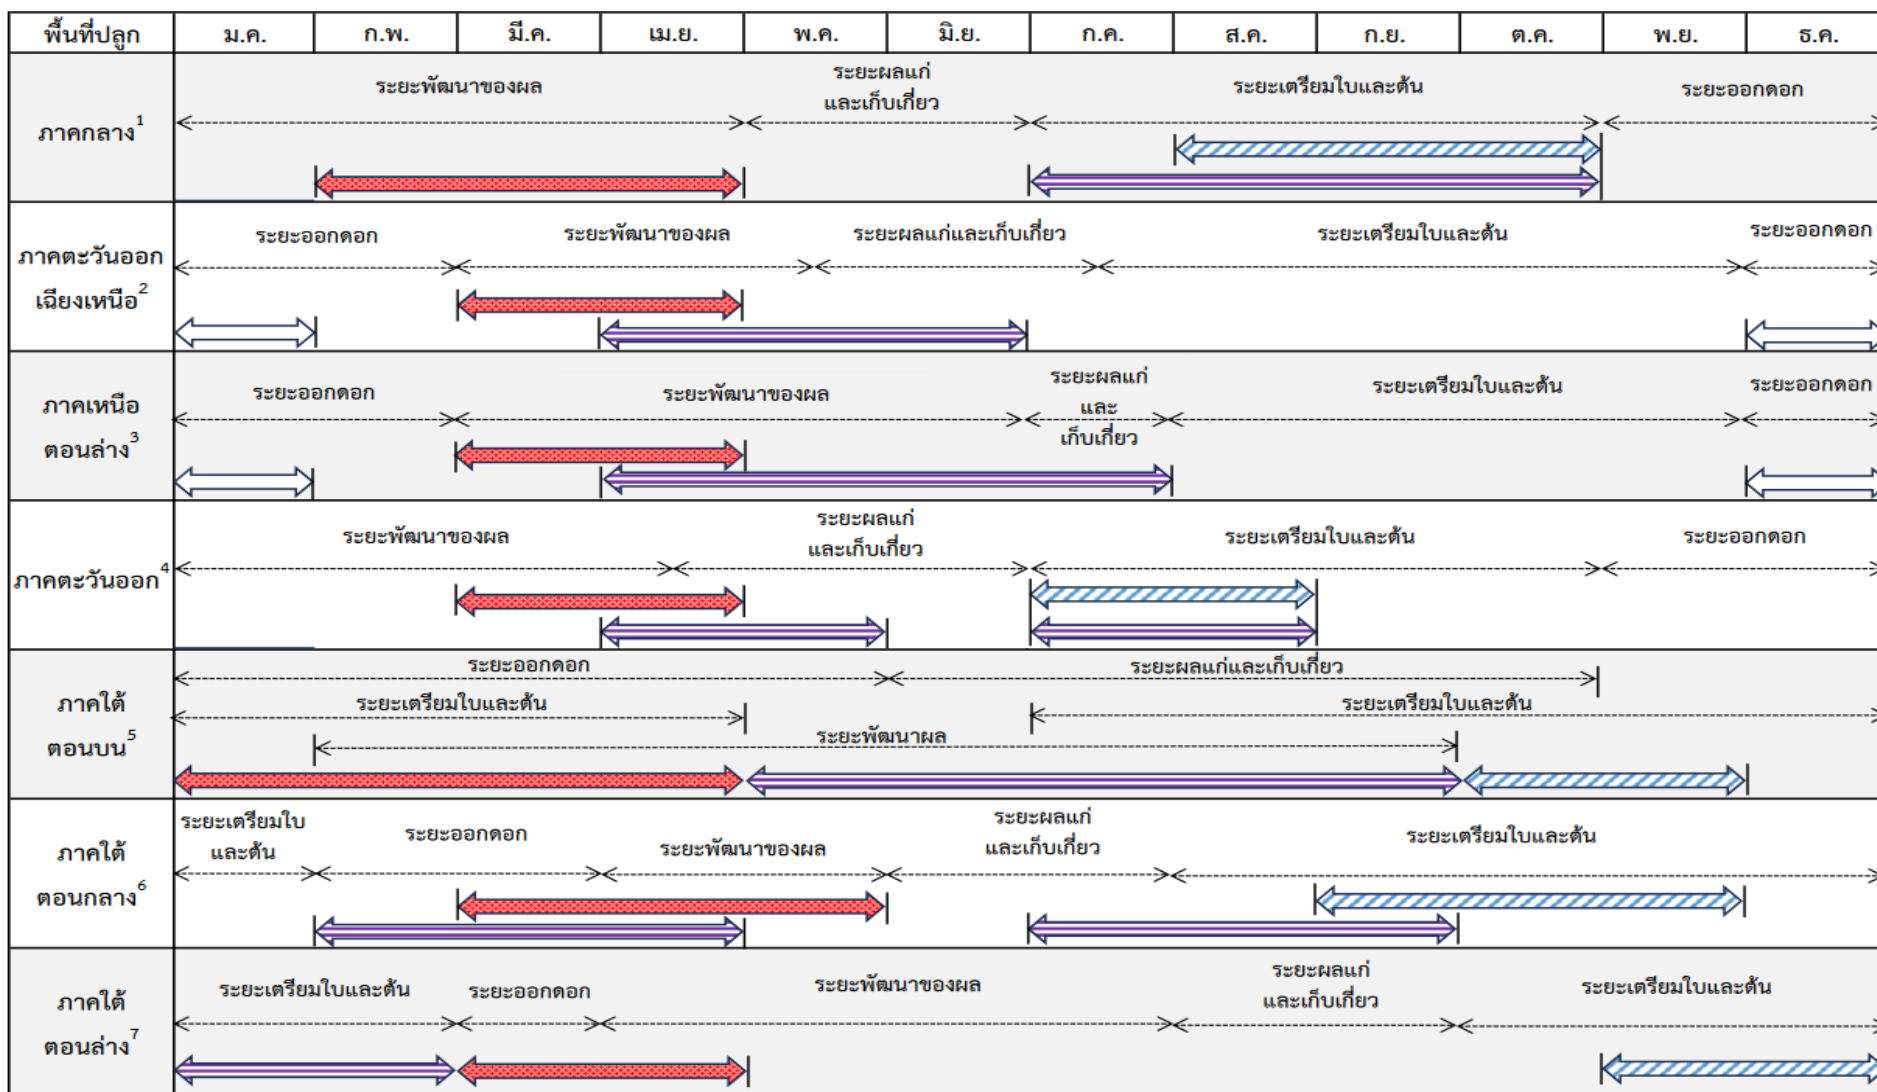 พื้นที่ปลูก ม.ค. ก.พ. มี.ค. เม.ย. พ.ค. มิ.ย. ก.ค. ส.ค. ก.ย. ต.ค. พ.ย. ธ.ค.
ภาคกลาง¹
ระยะพัฒนาของผล
ระยะผลแก่
และเก็บเกี่ยว
ระยะเตรียมใบและต้น
ระยะออกดอก
ภาคตะวันออก
เฉียงเหนือ²
ระยะออกดอก
ระยะพัฒนาของผล
ระยะผลแก่และเก็บเกี่ยว
ระยะเตรียมใบและต้น
ระยะออกดอก
ภาคเหนือ
ตอนล่าง³
ระยะออกดอก
ระยะพัฒนาของผล
ระยะผลแก่
และ
เก็บเกี่ยว
ระยะเตรียมใบและต้น
ระยะออกดอก
ภาคตะวันออก⁴
ระยะพัฒนาของผล
ระยะผลแก่
และเก็บเกี่ยว
ระยะเตรียมใบและต้น
ระยะออกดอก
ภาคใต้
ตอนบน⁵
ระยะออกดอก
ระยะผลแก่และเก็บเกี่ยว
ระยะเตรียมใบและต้น
ระยะเตรียมใบและต้น
ระยะพัฒนาผล
ภาคใต้
ตอนกลาง⁶
ระยะเตรียมใบ
และต้น
ระยะออกดอก
ระยะพัฒนาของผล
ระยะผลแก่
และเก็บเกี่ยว
ระยะเตรียมใบและต้น
ภาคใต้
ตอนล่าง⁷
ระยะเตรียมใบและต้น
ระยะออกดอก
ระยะพัฒนาของผล
ระยะผลแก่
และเก็บเกี่ยว
ระยะเตรียมใบและต้น